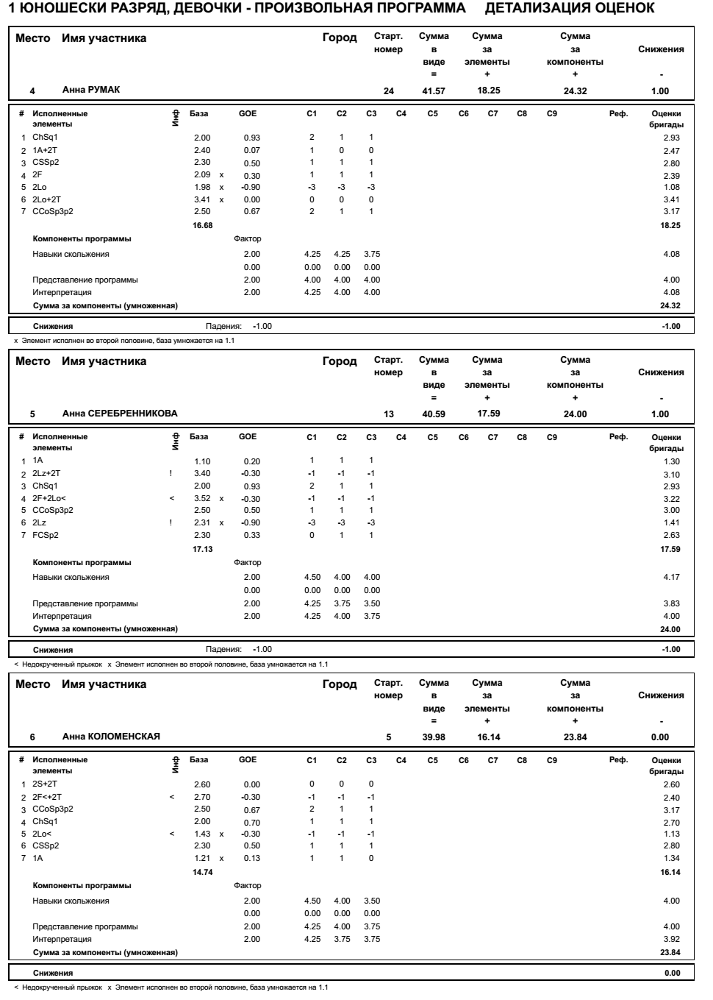 1 ЮНОШЕСКИ РАЗРЯД, ДЕВОЧКИ - ПРОИЗВОЛЬНАЯ ПРОГРАММА ДЕТАЛИЗАЦИЯ ОЦЕНОК
Место Имя участника Город Старт. Сумма Сумма Сумма
номер в за за Снижения
виде элементы компоненты
= + + -
4 Анна РУМАК 24 41.57 18.25 24.32 1.00
# Исполненные Инф База GOE C1 C2 C3 C4 C5 C6 C7 C8 C9 Реф. Оценки
элементы бригады
1 ChSq1 2.00 0.93 2 1 1 2.93
2 1A+2T 2.40 0.07 1 0 0 2.47
3 CSSp2 2.30 0.50 1 1 1 2.80
4 2F 2.09 x 0.30 1 1 1 2.39
5 2Lo 1.98 x -0.90 -3 -3 -3 1.08
6 2Lo+2T 3.41 x 0.00 0 0 0 3.41
7 CCoSp3p2 2.50 0.67 2 1 1 3.17
16.68 18.25
Компоненты программы Фактор
Навыки скольжения 2.00 4.25 4.25 3.75 4.08
0.00 0.00 0.00 0.00
Представление программы 2.00 4.00 4.00 4.00 4.00
Интерпретация 2.00 4.25 4.00 4.00 4.08
Сумма за компоненты (умноженная) 24.32
Снижения Падения: -1.00 -1.00
x Элемент исполнен во второй половине, база умножается на 1.1
Место Имя участника Город Старт. Сумма Сумма Сумма
номер в за за Снижения
виде элементы компоненты
= + + -
5 Анна СЕРЕБРЕННИКОВА 13 40.59 17.59 24.00 1.00
# Исполненные Инф База GOE C1 C2 C3 C4 C5 C6 C7 C8 C9 Реф. Оценки
элементы бригады
1 1A 1.10 0.20 1 1 1 1.30
2 2Lz+2T ! 3.40 -0.30 -1 -1 -1 3.10
3 ChSq1 2.00 0.93 2 1 1 2.93
4 2F+2Lo< < 3.52 x -0.30 -1 -1 -1 3.22
5 CCoSp3p2 2.50 0.50 1 1 1 3.00
6 2Lz ! 2.31 x -0.90 -3 -3 -3 1.41
7 FCSp2 2.30 0.33 0 1 1 2.63
17.13 17.59
Компоненты программы Фактор
Навыки скольжения 2.00 4.50 4.00 4.00 4.17
0.00 0.00 0.00 0.00
Представление программы 2.00 4.25 3.75 3.50 3.83
Интерпретация 2.00 4.25 4.00 3.75 4.00
Сумма за компоненты (умноженная) 24.00
Снижения Падения: -1.00 -1.00
< Недокрученный прыжок x Элемент исполнен во второй половине, база умножается на 1.1
Место Имя участника Город Старт. Сумма Сумма Сумма
номер в за за Снижения
виде элементы компоненты
= + + -
6 Анна КОЛОМЕНСКАЯ 5 39.98 16.14 23.84 0.00
# Исполненные Инф База GOE C1 C2 C3 C4 C5 C6 C7 C8 C9 Реф. Оценки
элементы бригады
1 2S+2T 2.60 0.00 0 0 0 2.60
2 2F<+2T < 2.70 -0.30 -1 -1 -1 2.40
3 CCoSp3p2 2.50 0.67 2 1 1 3.17
4 ChSq1 2.00 0.70 1 1 1 2.70
5 2Lo< < 1.43 x -0.30 -1 -1 -1 1.13
6 CSSp2 2.30 0.50 1 1 1 2.80
7 1A 1.21 x 0.13 1 1 0 1.34
14.74 16.14
Компоненты программы Фактор
Навыки скольжения 2.00 4.50 4.00 3.50 4.00
0.00 0.00 0.00 0.00
Представление программы 2.00 4.25 4.00 3.75 4.00
Интерпретация 2.00 4.25 3.75 3.75 3.92
Сумма за компоненты (умноженная) 23.84
Снижения 0.00
< Недокрученный прыжок x Элемент исполнен во второй половине, база умножается на 1.1